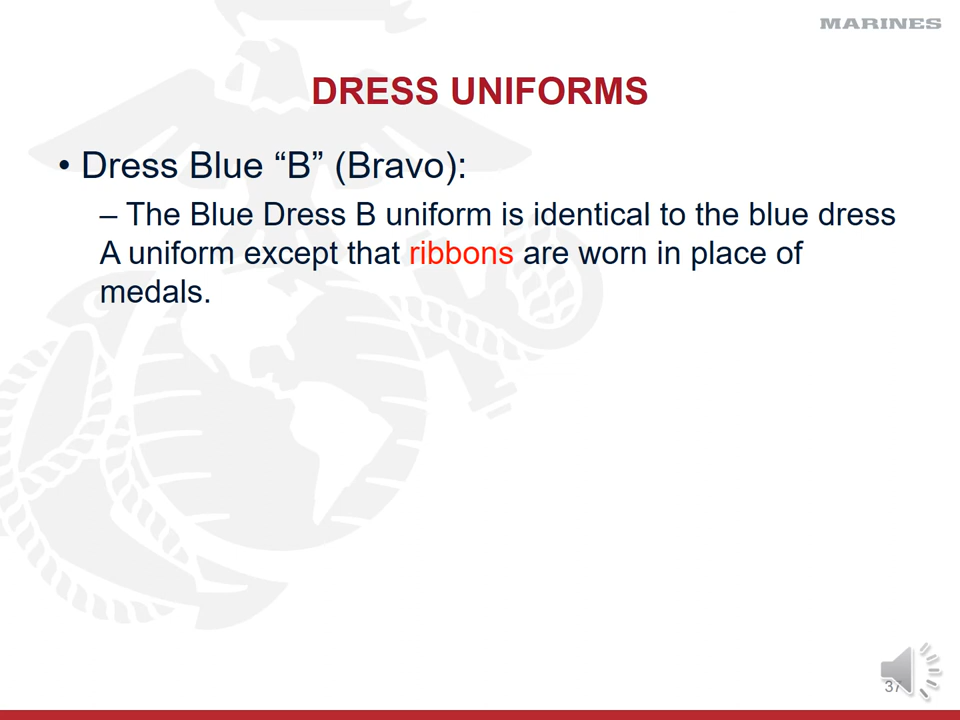 MARINES
DRESS UNIFORMS
• Dress Blue “B” (Bravo):
– The Blue Dress B uniform is identical to the blue dress
A uniform except that ribbons are worn in place of
medals.
37